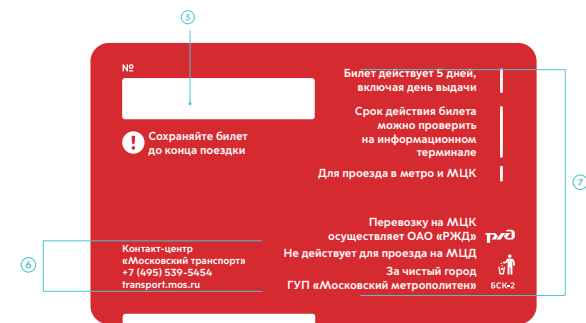 5
№
Билет действует 5 дней,
включая день выдачи
Срок действия билета
можно проверить
на информационном
терминале
Для проезда в метро и МЦК
!
Сохраняйте билет
до конца поездки
7
Перевозку на МЦК
осуществляет ОАО «РЖД»
ржд
Не действует для проезда на МЦД
За чистый город
ГУП «Московский метрополитен»
БСК-2
6
Контакт-центр
«Московский транспорт»
+7 (495) 539-5454
transport.mos.ru